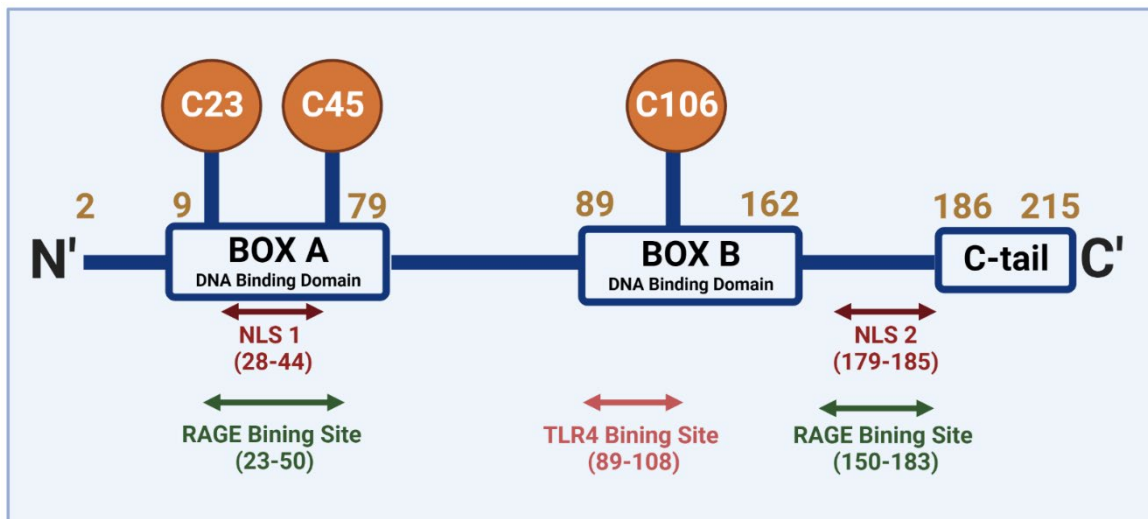 C23 C45 C106
2 9 79 89 162 186 215
N' BOX A BOX B C-tail C'
DNA Binding Domain DNA Binding Domain
NLS 1 NLS 2
(28-44) (179-185)
RAGE Bining Site TLR4 Bining Site RAGE Bining Site
(23-50) (89-108) (150-183)